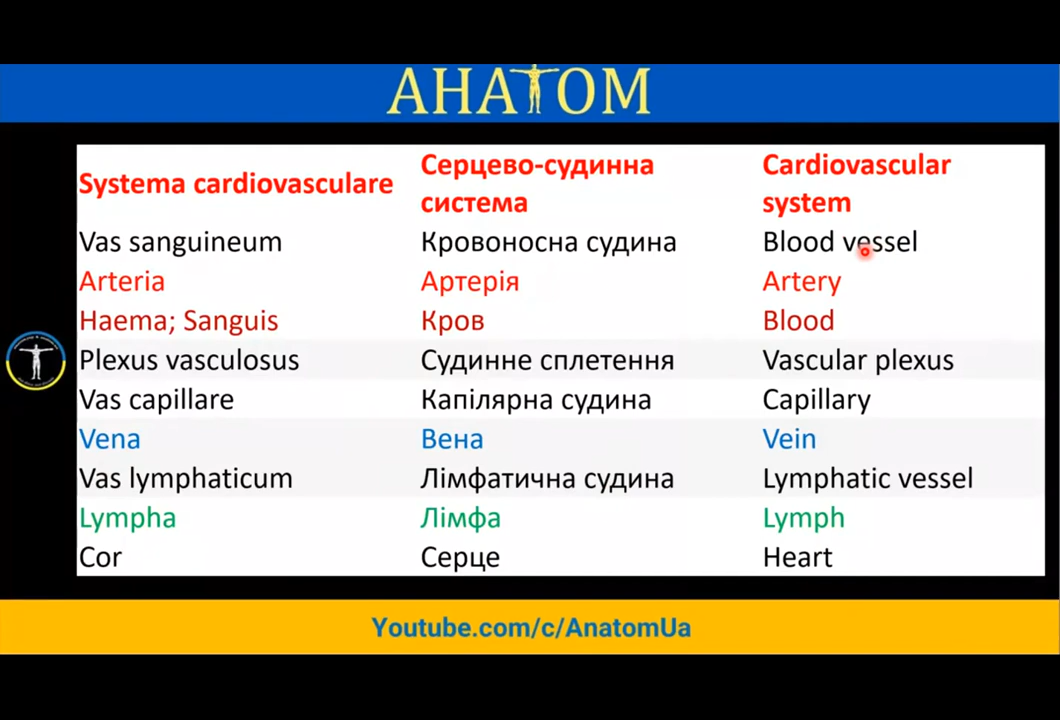 АНАТОМ
Systema cardiovasculare Серцево-судинна система Cardiovascular system
Vas sanguineum Кровоносна судина Blood vessel
Arteria Артерія Artery
Haema; Sanguis Кров Blood
Plexus vasculosus Судинне сплетення Vascular plexus
Vas capillare Капілярна судина Capillary
Vena Вена Vein
Vas lymphaticum Лімфатична судина Lymphatic vessel
Lympha Лімфа Lymph
Cor Серце Heart
Youtube.com/c/AnatomUa